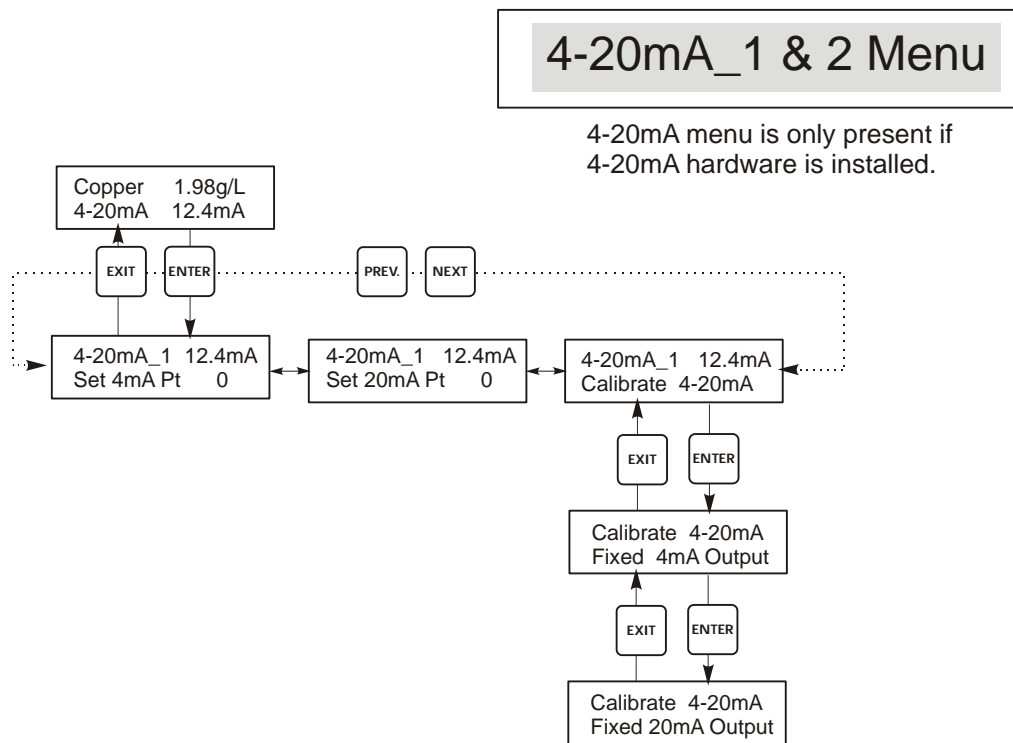 4-20mA_1 & 2 Menu
4-20mA menu is only present if
4-20mA hardware is installed.
Copper 1.98g/L
4-20mA 12.4mA
EXIT
ENTER
PREV.
NEXT
4-20mA_1 12.4mA
Set 4mA Pt 0
4-20mA_1 12.4mA
Set 20mA Pt 0
4-20mA_1 12.4mA
Calibrate 4-20mA
EXIT
ENTER
Calibrate 4-20mA
Fixed 4mA Output
EXIT
ENTER
Calibrate 4-20mA
Fixed 20mA Output